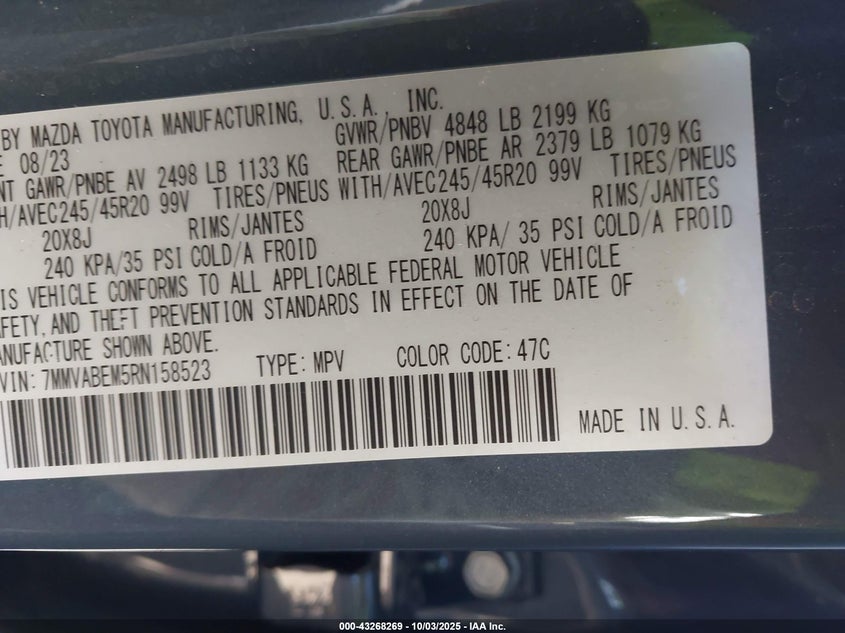 BY MAZDA TOYOTA MANUFACTURING, U.S.A., INC.
08/23 GVWR/PNBV 4848 LB 2199 KG
GAWR/PNBE AV 2498 LB 1133 KG REAR GAWR/PNBE AR 2379 LB 1079 KG
/AVEC245/45R20 99V TIRES/PNEUS WITH/AVEC245/45R20 99V TIRES/PNEUS
20X8J RIMS/JANTES 20X8J RIMS/JANTES
240 KPA/35 PSI COLD/A FROID 240 KPA/ 35 PSI COLD/A FROID
VEHICLE CONFORMS TO ALL APPLICABLE FEDERAL MOTOR VEHICLE
AND THEFT PREVENTION STANDARDS IN EFFECT ON THE DATE OF
SHOWN ABOVE.
VIN: 7MMVABEM5RN158523 TYPE: MPV COLOR CODE: 47C
MADE IN U.S.A.
000-43268269 - 10/03/2025 - IAA Inc.